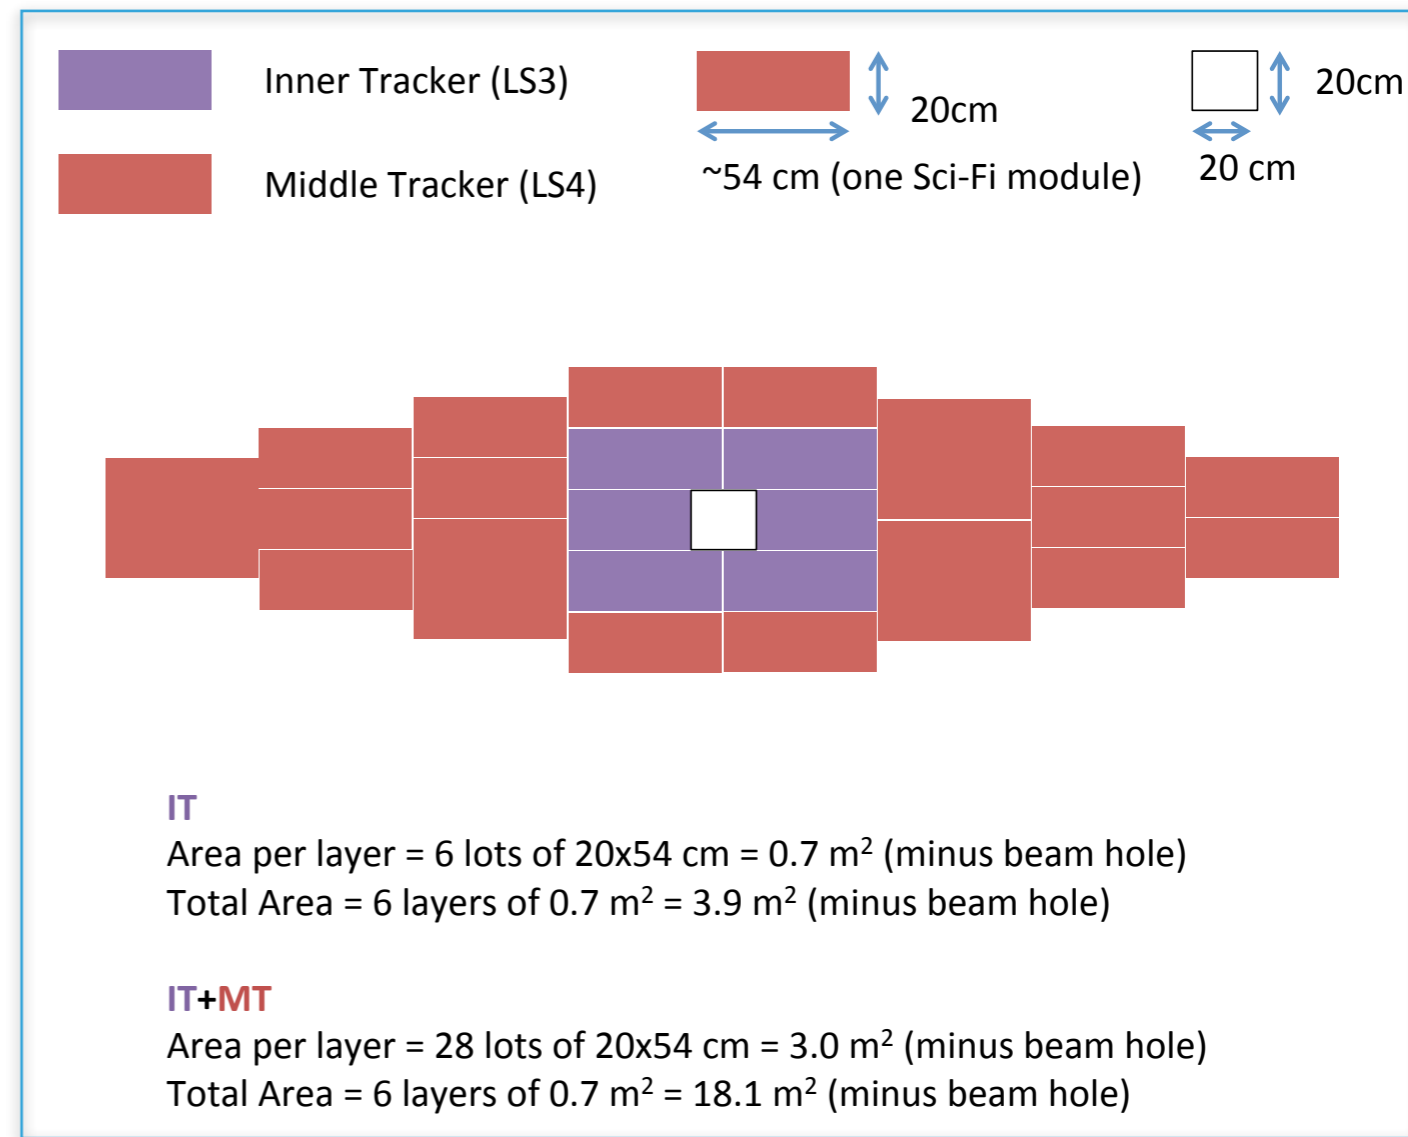 Inner Tracker (LS3)
Middle Tracker (LS4)
20cm
~54 cm (one Sci-Fi module)
20cm
20 cm
IT
Area per layer = 6 lots of 20x54 cm = 0.7 m² (minus beam hole)
Total Area = 6 layers of 0.7 m² = 3.9 m² (minus beam hole)
IT+MT
Area per layer = 28 lots of 20x54 cm = 3.0 m² (minus beam hole)
Total Area = 6 layers of 0.7 m² = 18.1 m² (minus beam hole)